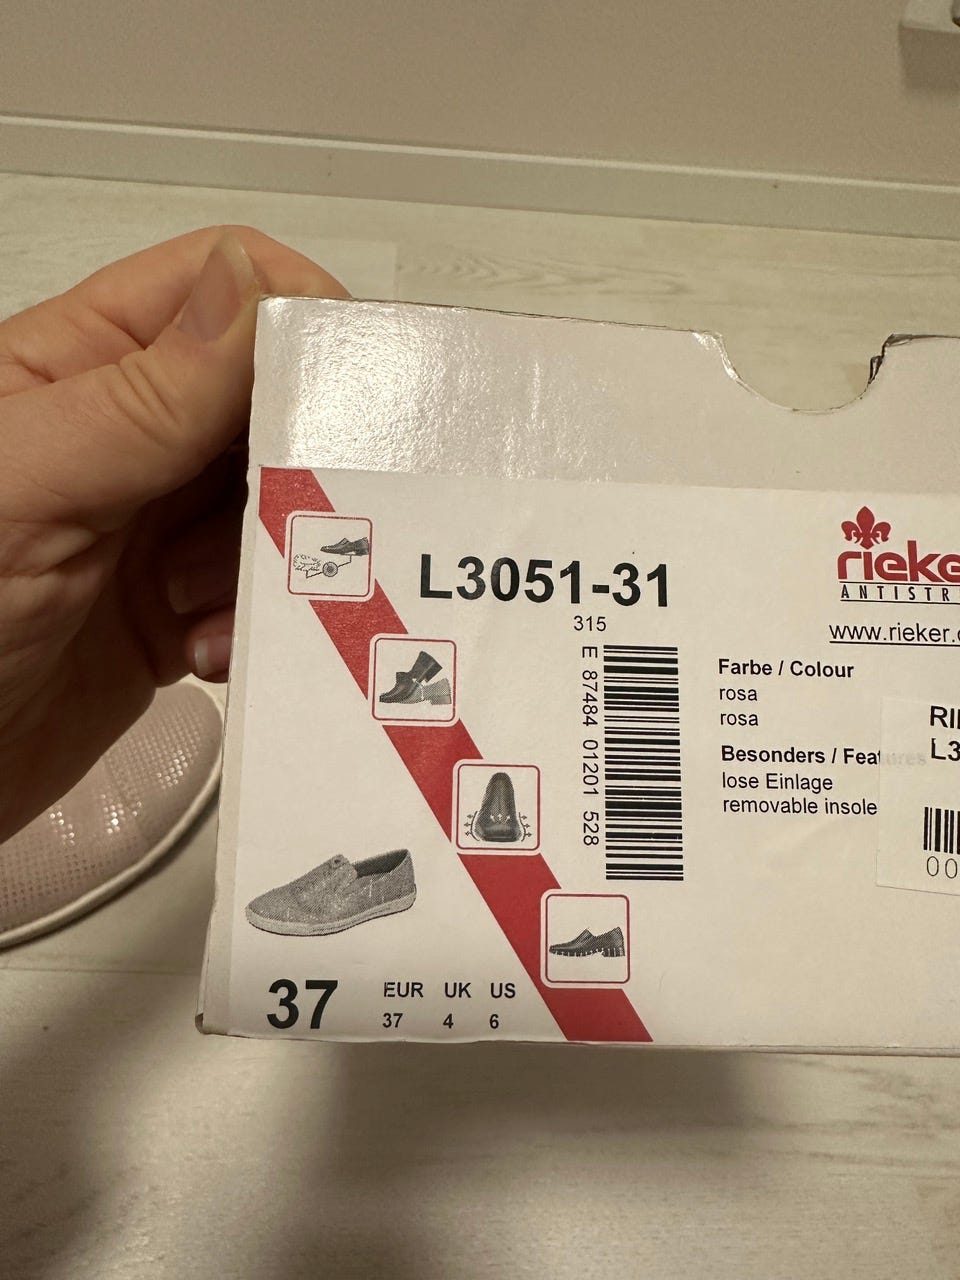 L3051-31
315
E 87484 01201 528
rieke
ANTISTR
www.rieker.
Farbe / Colour
rosa
rosa
Besonders / Features
lose Einlage
removable insole
RI
L3
00
37
EUR UK US
37 4 6